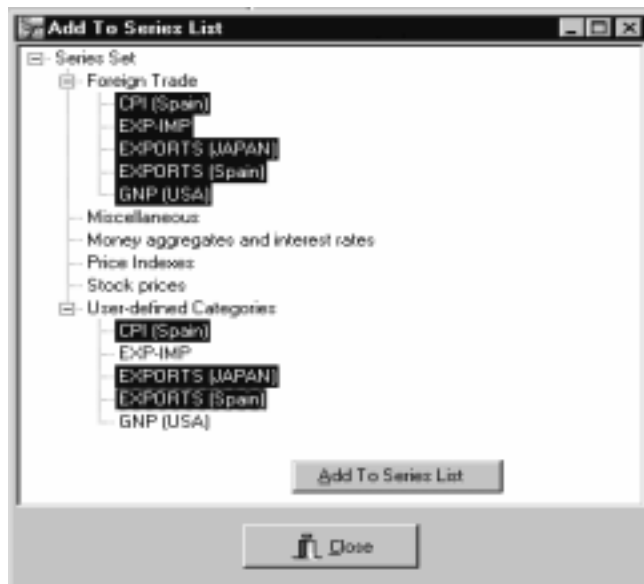 Add To Series List
Series Set
Foreign Trade
CPI (Spain)
EXP-IMP
EXPORTS (JAPAN)
EXPORTS (Spain)
GNP (USA)
Miscellaneous
Money aggregates and interest rates
Price Indexes
Stock prices
User-defined Categories
CPI (Spain)
EXP-IMP
EXPORTS (JAPAN)
EXPORTS (Spain)
GNP (USA)
Add To Series List
Close